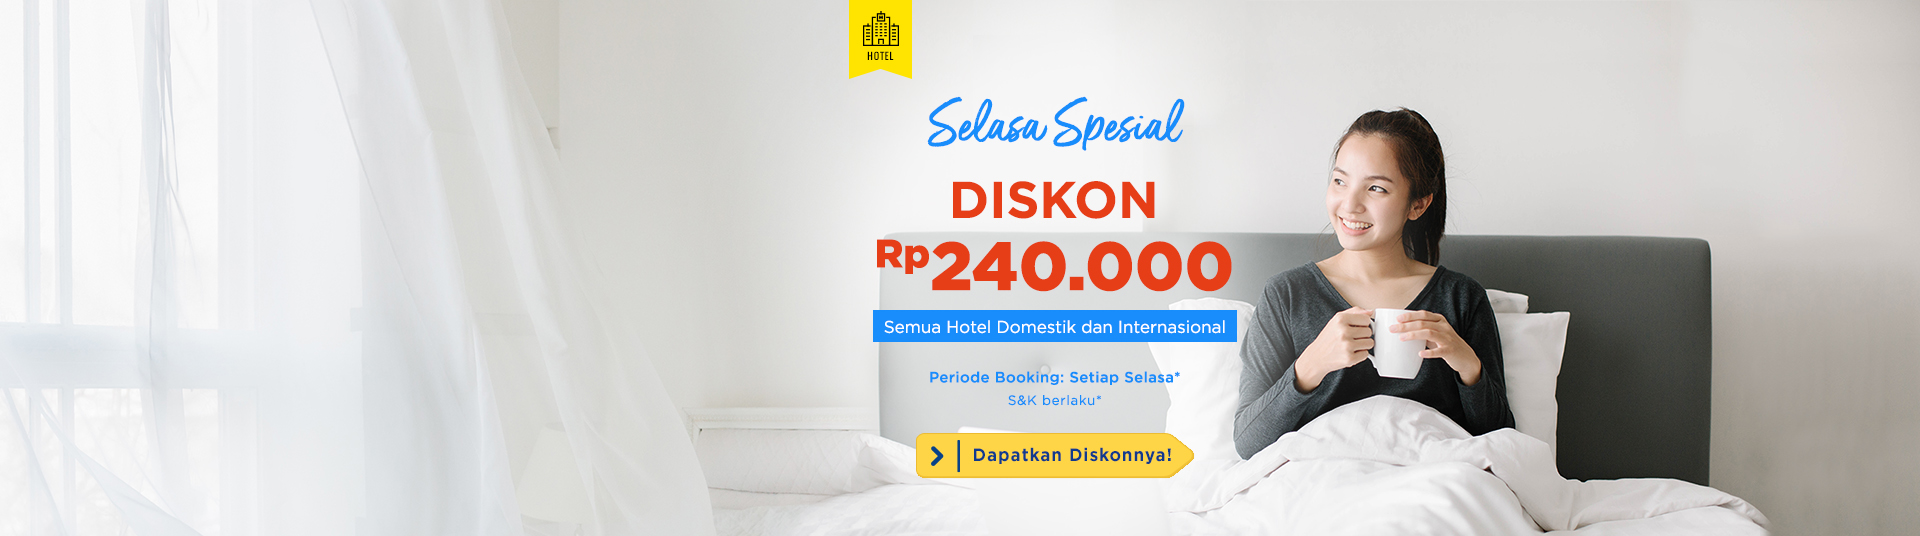 HOTEL
Selasa Spesial
DISKON
Rp240.000
Semua Hotel Domestik dan Internasional
Periode Booking: Setiap Selasa*
S&K berlaku*
Dapatkan Diskonnya!